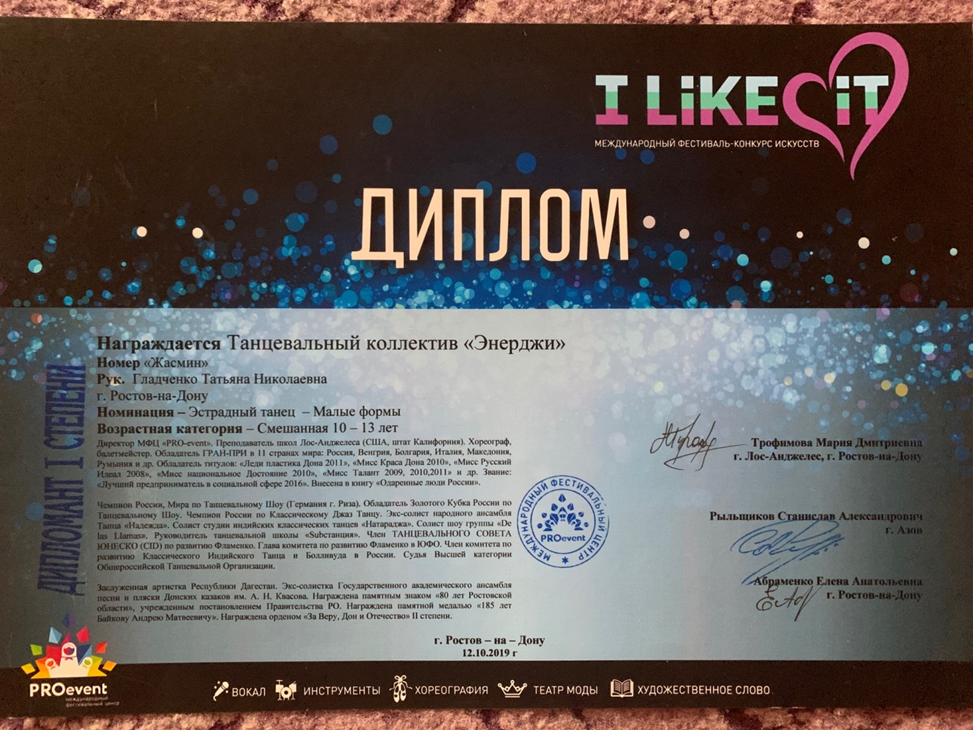 I LiKE iT
МЕЖДУНАРОДНЫЙ ФЕСТИВАЛЬ-КОНКУРС ИСКУССТВ
ДИПЛОМ
ДИПЛОМАНТ I СТЕПЕНИ
Награждается Танцевальный коллектив «Энерджи»
Номер «Жасмин»
Рук. Гладченко Татьяна Николаевна
г. Ростов-на-Дону
Номинация – Эстрадный танец – Малые формы
Возрастная категория – Смешанная 10 – 13 лет
Директор МФЦ «PRO-event». Преподаватель школ Лос-Анджелеса (США, штат Калифорния). Хореограф,
балетмейстер. Обладатель ГРАН-ПРИ в 11 странах мира: Россия, Венгрия, Болгария, Италия, Македония,
Румыния и др. Обладатель титулов: «Леди пластика Дона 2011», «Мисс Краса Дона 2010», «Мисс Русский
Идеал 2008», «Мисс национальное Достояние 2010», «Мисс Талант 2009, 2010,2011» и др. Звание:
«Лучший предприниматель в социальной сфере 2016». Внесена в книгу «Одаренные люди России».
Трофимова Мария Дмитриевна
г. Лос-Анджелес, г. Ростов-на-Дону
Чемпион России, Мира по Танцевальному Шоу (Германия г. Риза). Обладатель Золотого Кубка России по
Танцевальному Шоу. Чемпион России по Классическому Джаз Танцу. Экс-солист народного ансамбля
Танца «Надежда». Солист студии индийских классических танцев «Натараджа». Солист шоу группы «De
las Llamas». Руководитель танцевальной школы «Субстанция». Член ТАНЦЕВАЛЬНОГО СОВЕТА
ЮНЕСКО (CID) по развитию Фламенко. Глава комитета по развитию Фламенко в ЮФО. Член комитета по
развитию Классического Индийского Танца и Болливуда в России. Судья Высшей категории
Общероссийской Танцевальной Организации.
МЕЖДУНАРОДНЫЙ ФЕСТИВАЛЬНЫЙ ЦЕНТР
PROevent
Рыльщиков Станислав Александрович
г. Азов
Заслуженная артистка Республики Дагестан. Экс-солистка Государственного академического ансамбля
песни и пляски Донских казаков им. А. Н. Квасова. Награждена памятным знаком «80 лет Ростовской
области», учрежденным постановлением Правительства РО. Награждена памятной медалью «185 лет
Байкову Андрею Матвеевичу». Награждена орденом «За Веру, Дон и Отечество» II степени.
Абраменко Елена Анатольевна
г. Ростов-на-Дону
г. Ростов – на – Дону
12.10.2019 г
PROevent
международный
фестивальный центр
ВОКАЛ ИНСТРУМЕНТЫ ХОРЕОГРАФИЯ ТЕАТР МОДЫ ХУДОЖЕСТВЕННОЕ СЛОВО